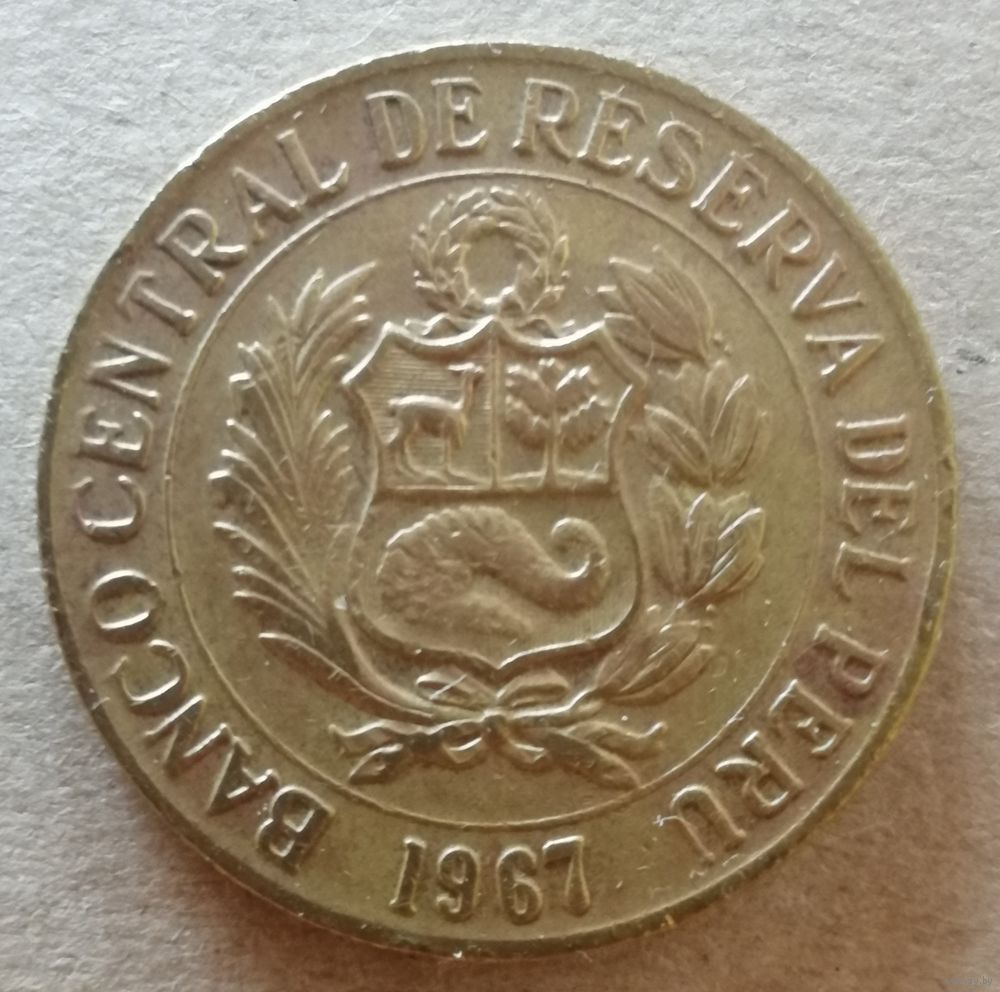 BANCO CENTRAL DE RESERVA DEL PERU
1967